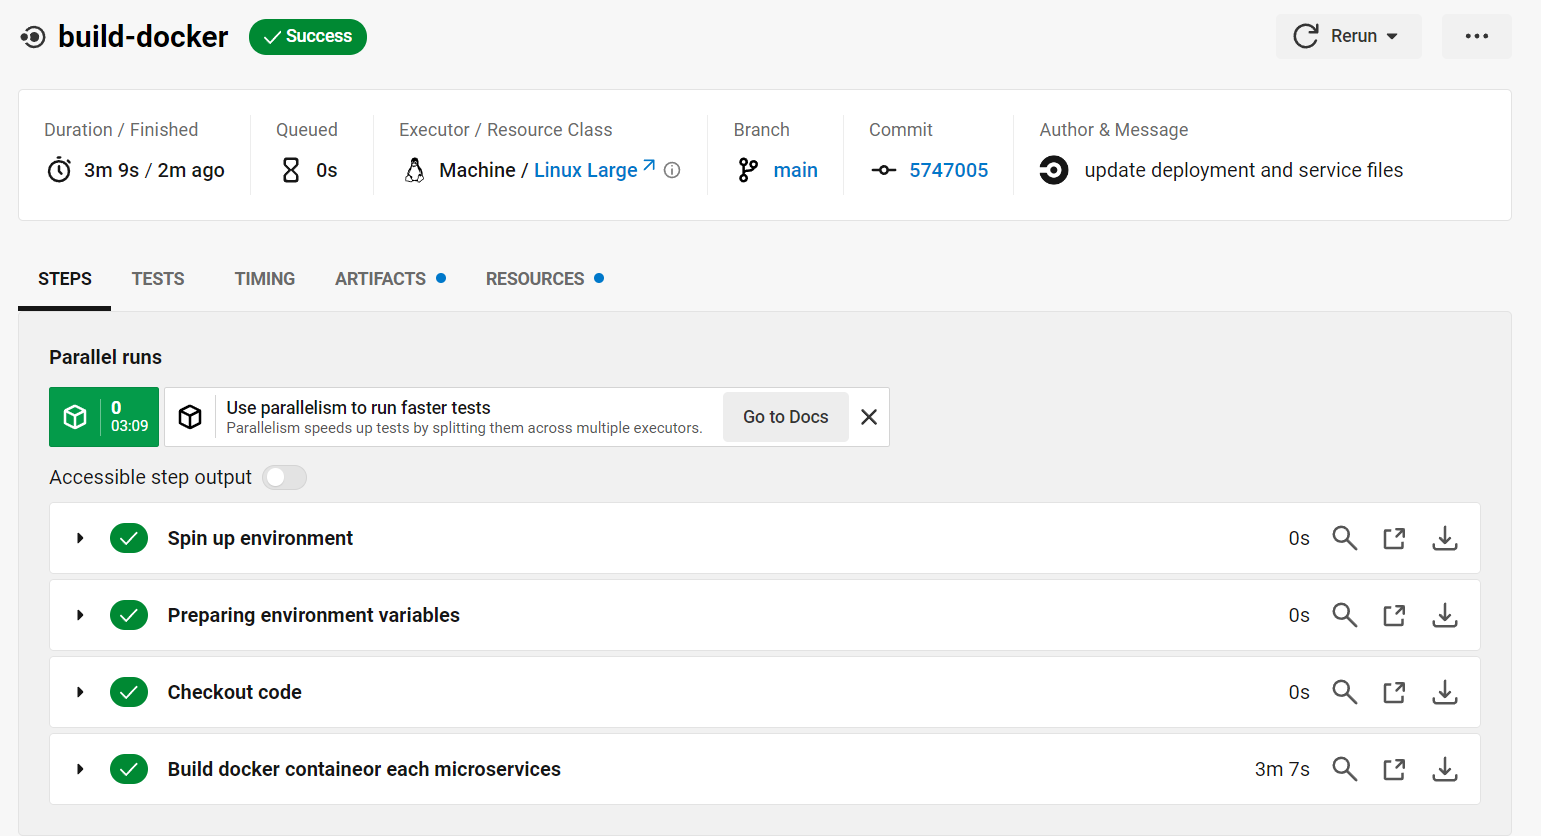 build-docker
Success
Rerun
Duration / Finished
3m 9s / 2m ago
Queued
0s
Executor / Resource Class
Machine / Linux Large
Branch
main
Commit
5747005
Author & Message
update deployment and service files
STEPS
TESTS
TIMING
ARTIFACTS
RESOURCES
Parallel runs
0
03:09
Use parallelism to run faster tests
Parallelism speeds up tests by splitting them across multiple executors.
Go to Docs
Accessible step output
Spin up environment
0s
Preparing environment variables
0s
Checkout code
0s
Build docker containeor each microservices
3m 7s